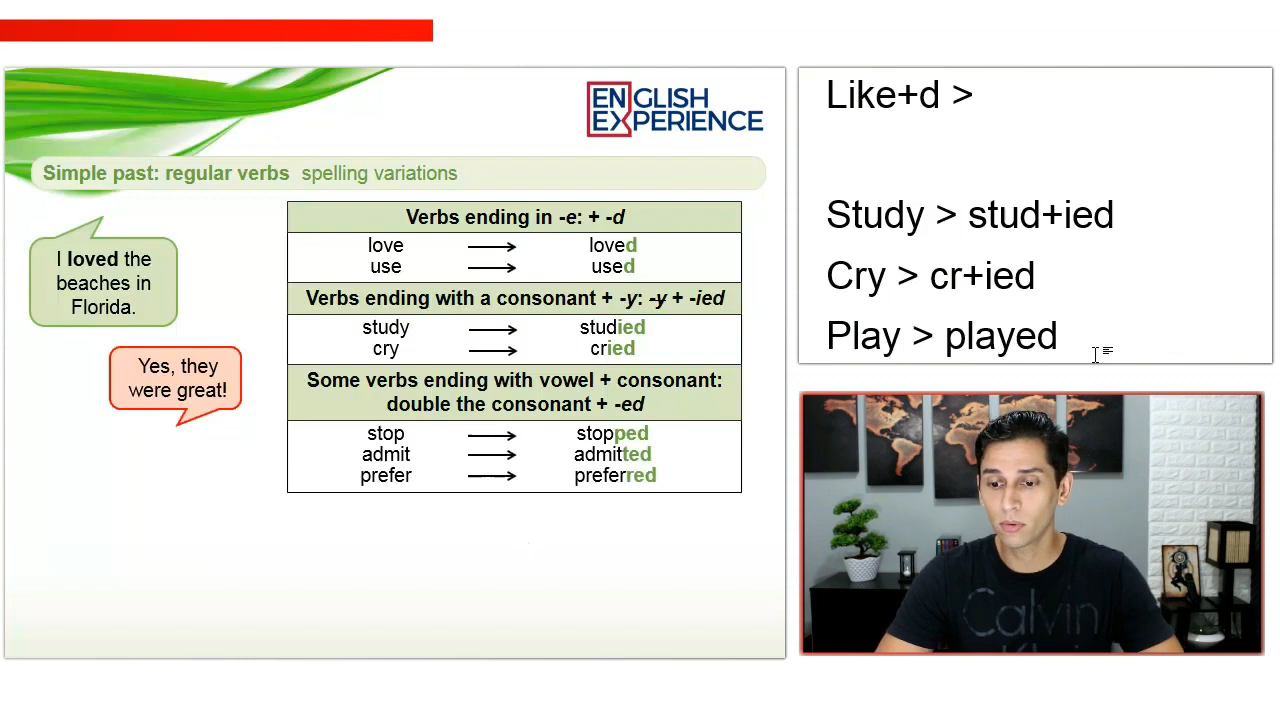 ENGLISH
EXPERIENCE
Simple past: regular verbs spelling variations
I loved the
beaches in
Florida.
Yes, they
were great!
Verbs ending in -e: + -d
love → loved
use → used
Verbs ending with a consonant + -y: -y + -ied
study → studied
cry → cried
Some verbs ending with vowel + consonant:
double the consonant + -ed
stop → stopped
admit → admitted
prefer → preferred
Like+d >
Study > stud+ied
Cry > cr+ied
Play > played
Calvin